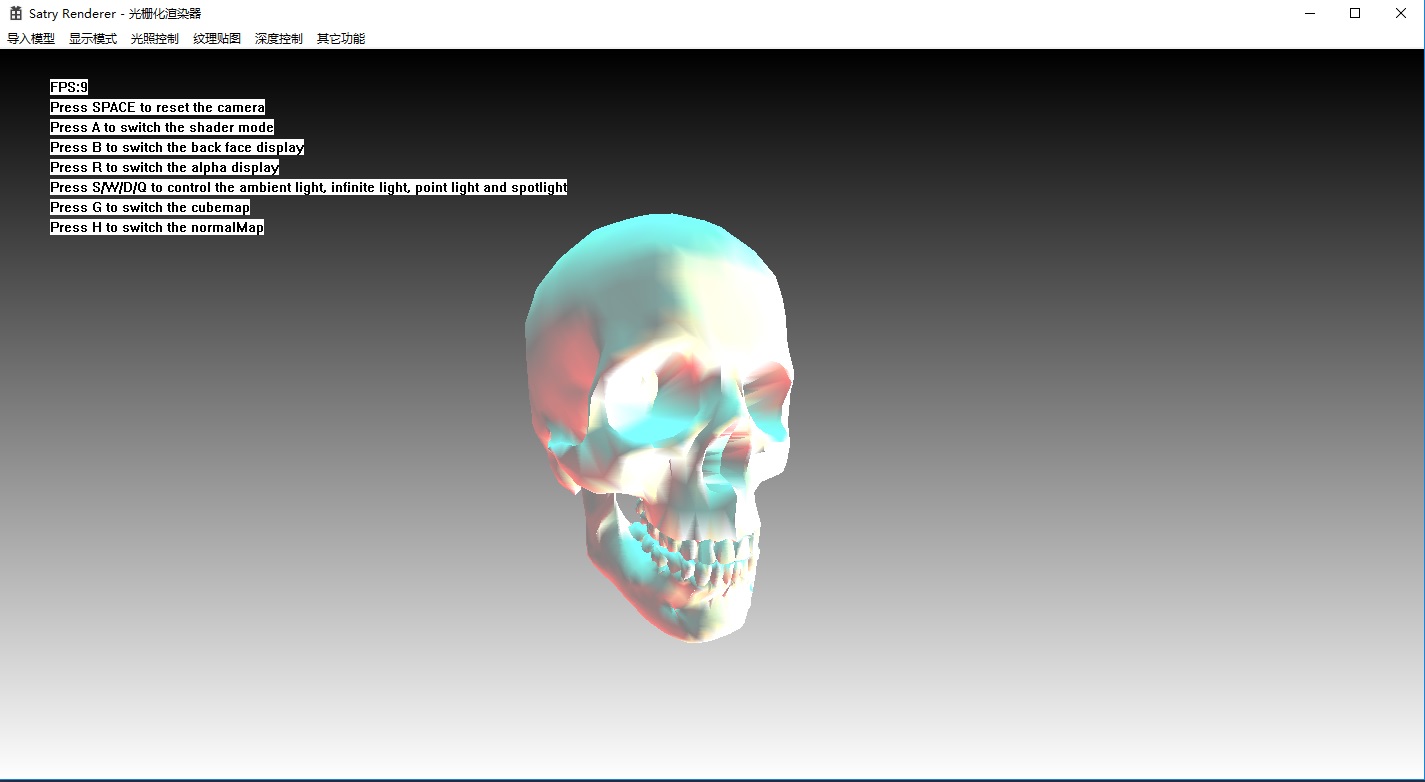 Satry Renderer - 光栅化渲染器
导入模型 显示模式 光照控制 纹理贴图 深度控制 其它功能
FPS:9
Press SPACE to reset the camera
Press A to switch the shader mode
Press B to switch the back face display
Press R to switch the alpha display
Press S/W/D/Q to control the ambient light, infinite light, point light and spotlight
Press G to switch the cubemap
Press H to switch the normalMap